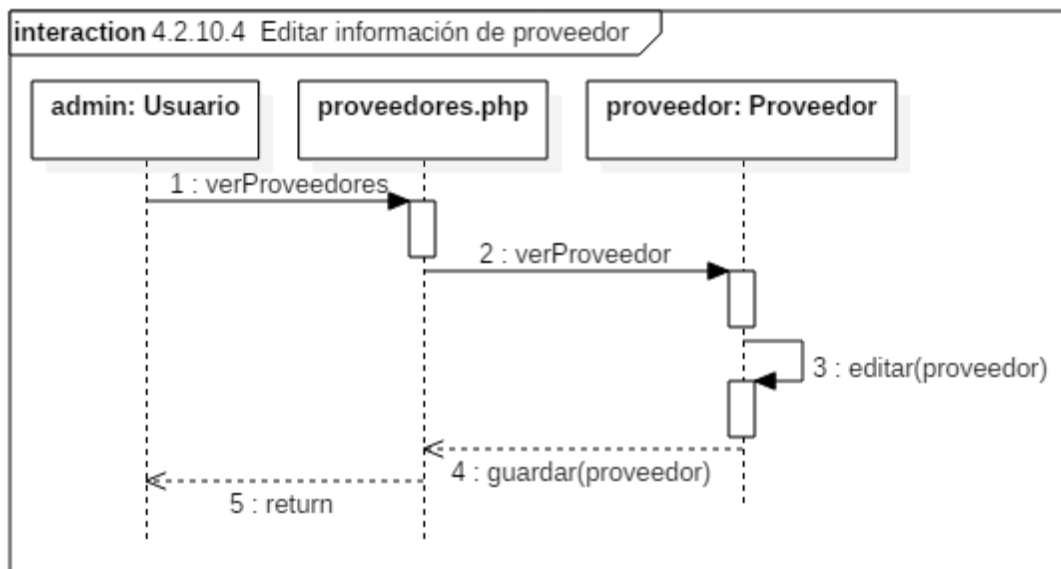 interaction 4.2.10.4 Editar información de proveedor
admin: Usuario
proveedores.php
proveedor: Proveedor
1 : verProveedores
2 : verProveedor
3 : editar(proveedor)
4 : guardar(proveedor)
5 : return